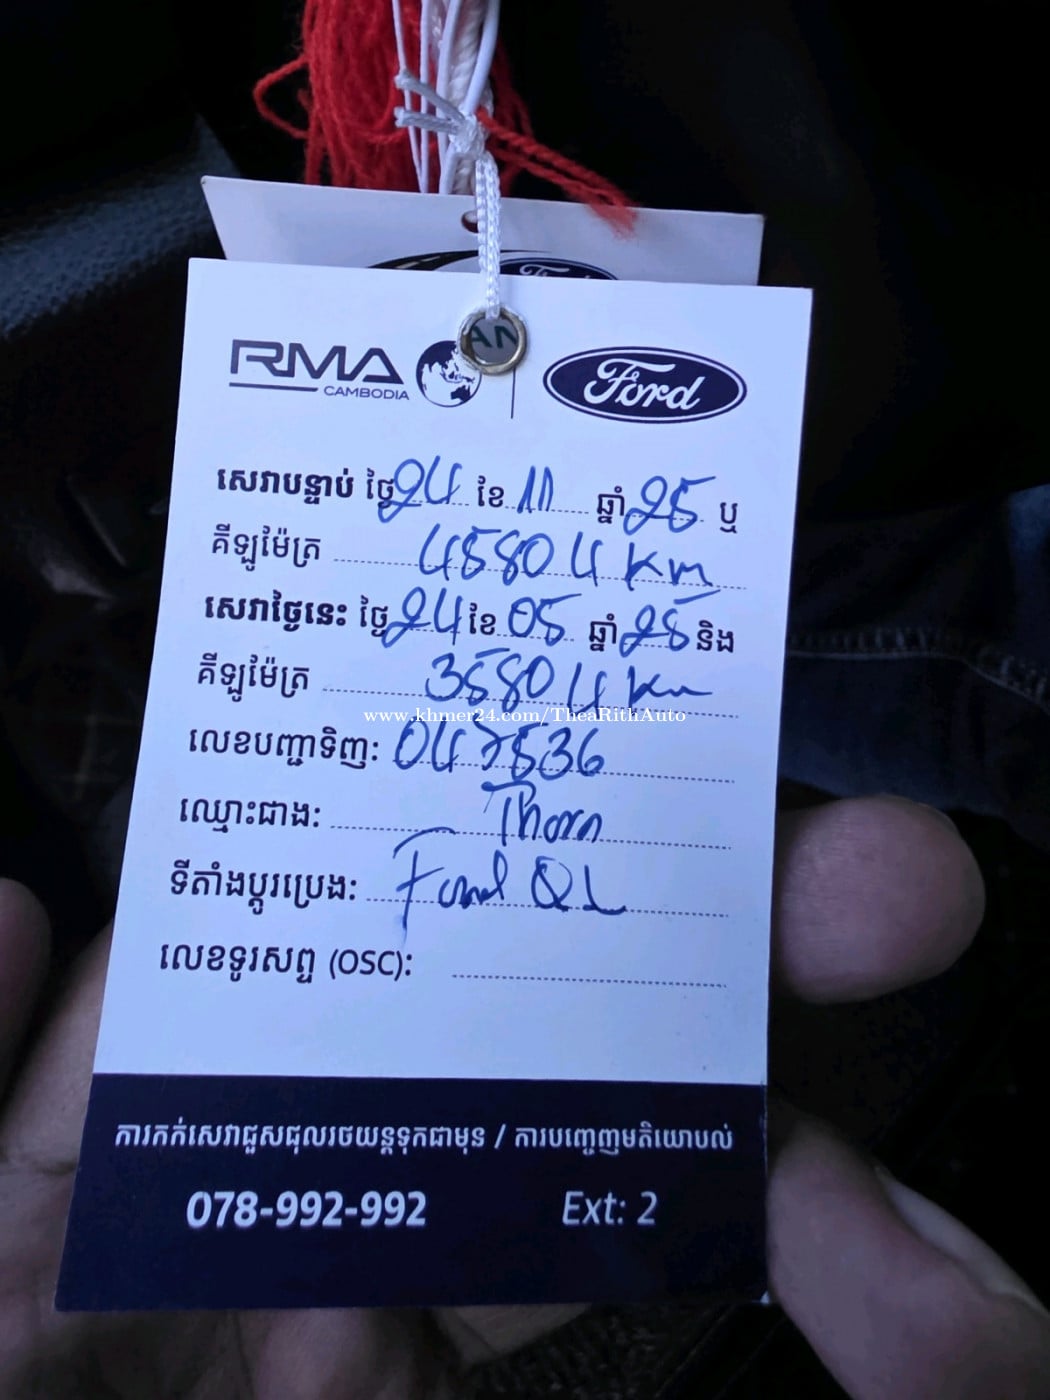 RMA
CAMBODIA
AN
Ford
សេវាបន្ទាប់ ថ្ងៃ 24 ខែ 11 ឆ្នាំ 25 ឬ
គីឡូម៉ែត្រ 45804 Km
សេវាថ្ងៃនេះ ថ្ងៃ 24 ខែ 05 ឆ្នាំ 25 និង
គីឡូម៉ែត្រ 35804 Km
www.khmer24.com/TheaRithAuto
លេខបញ្ជាទិញ: 047536
ឈ្មោះជាង: Thorn
ទីតាំងប្តូរប្រេង: Ford QL
លេខទូរសព្ទ (OSC):
ការកក់សេវាជួសជុលរថយន្តទុកជាមុន / ការបញ្ចេញមតិយោបល់
078-992-992 Ext: 2